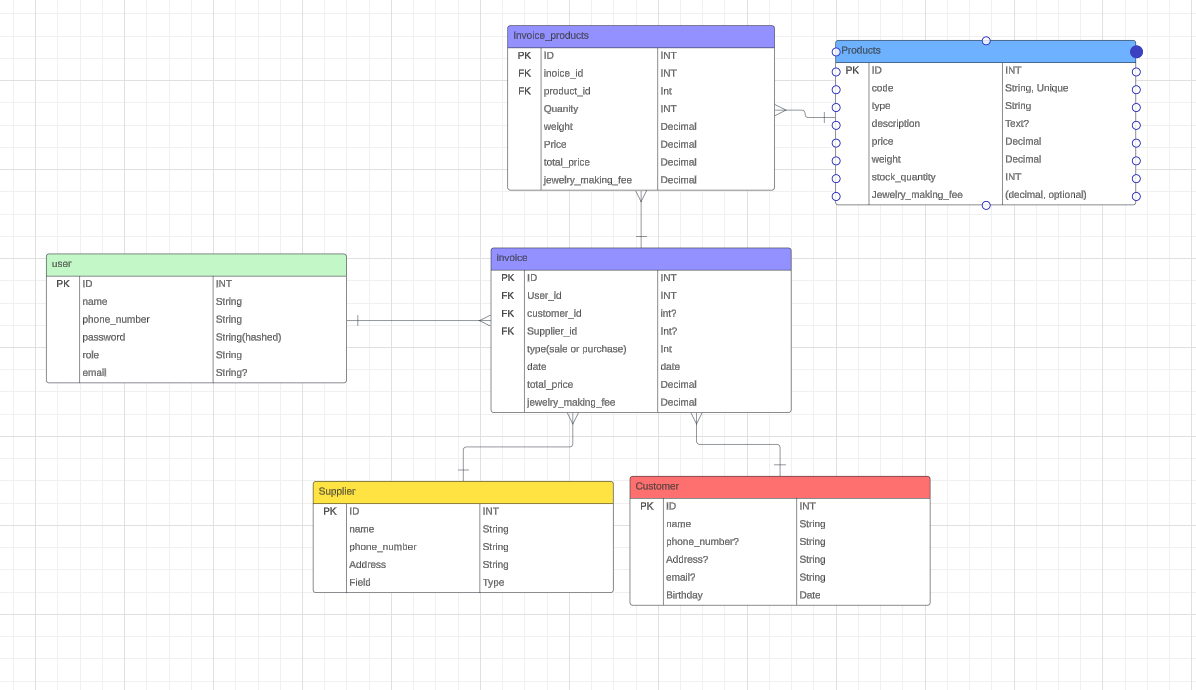 Invoice_products
PK ID INT
FK inoice_id INT
FK product_id Int
Quanity INT
weight Decimal
Price Decimal
total_price Decimal
jewelry_making_fee Decimal
Products
PK ID INT
code String, Unique
type String
description Text?
price Decimal
weight Decimal
stock_quantity INT
Jewelry_making_fee (decimal, optional)
user
PK ID INT
name String
phone_number String
password String(hashed)
role String
email String?
invoice
PK ID INT
FK User_id INT
FK customer_id int?
FK Supplier_id Int?
type(sale or purchase) Int
date date
total_price Decimal
jewelry_making_fee Decimal
Supplier
PK ID INT
name String
phone_number String
Address String
Field Type
Customer
PK ID INT
name String
phone_number? String
Address? String
email? String
Birthday Date